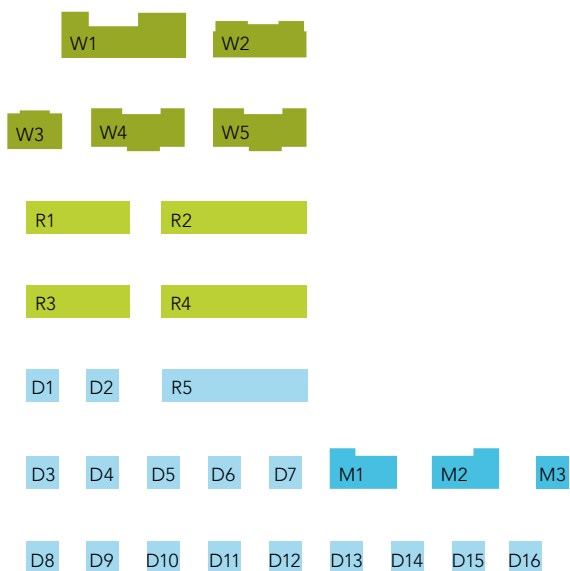 W1 W2
W3 W4 W5
R1 R2
R3 R4
D1 D2 R5
D3 D4 D5 D6 D7 M1 M2 M3
D8 D9 D10 D11 D12 D13 D14 D15 D16